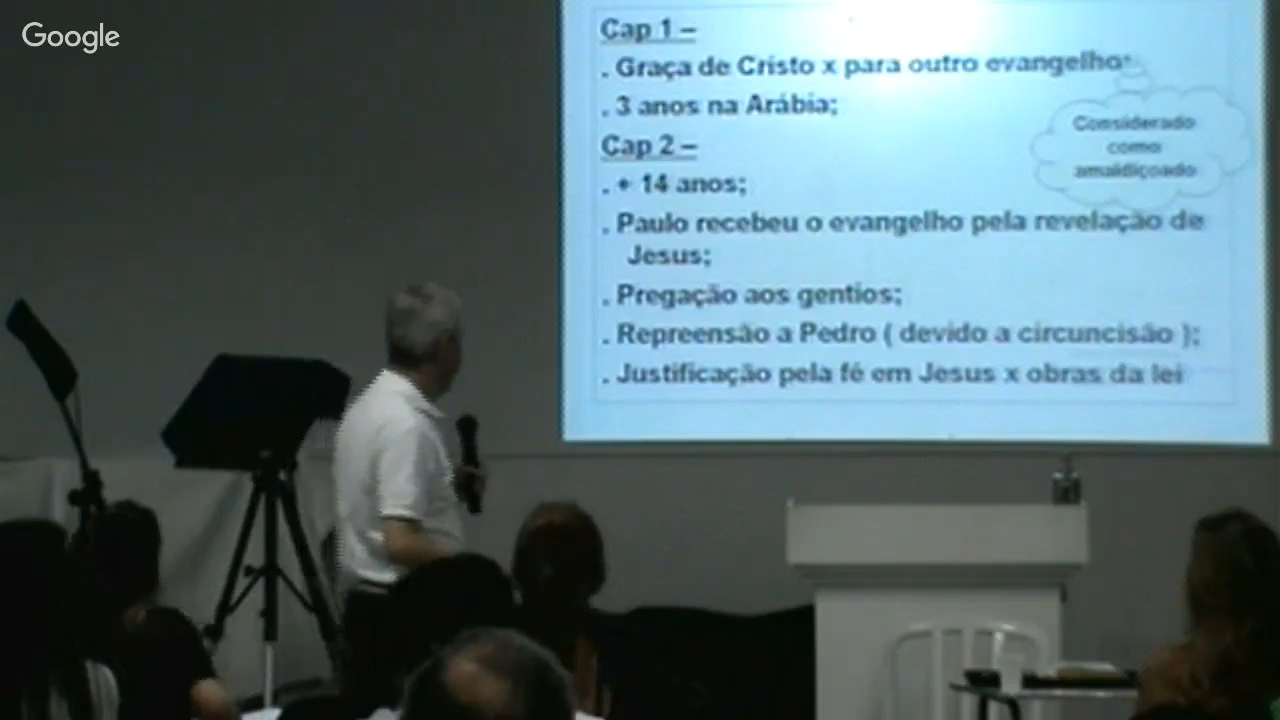 Google
Cap 1 –
. Graça de Cristo x para outro evangelho;
. 3 anos na Arábia;
Considerado
como
amaldiçoado
Cap 2 –
. + 14 anos;
. Paulo recebeu o evangelho pela revelação de
Jesus;
. Pregação aos gentios;
. Repreensão a Pedro ( devido a circuncisão );
. Justificação pela fé em Jesus x obras da lei